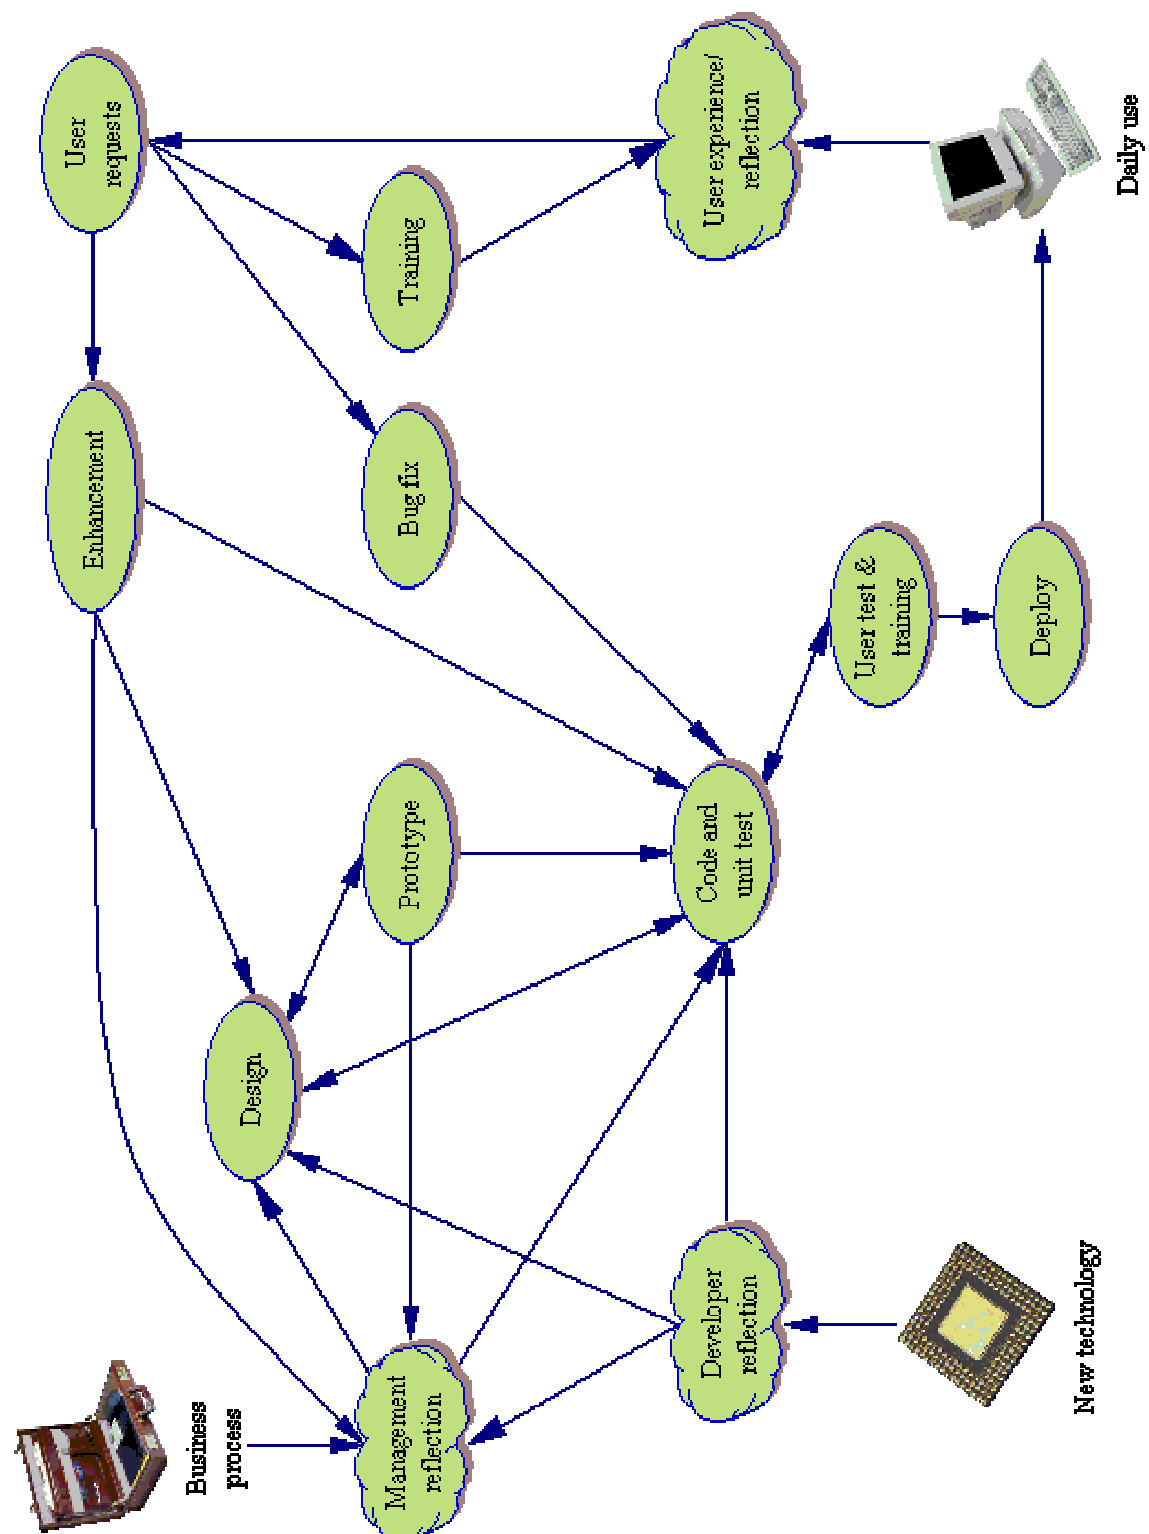 Business
process
Management
reflection
Developer
reflection
New technology
Design
Prototype
Code and
unit test
Enhancement
Bug fix
User test &
training
Deploy
User
requests
Training
User experience/
reflection
Daily use